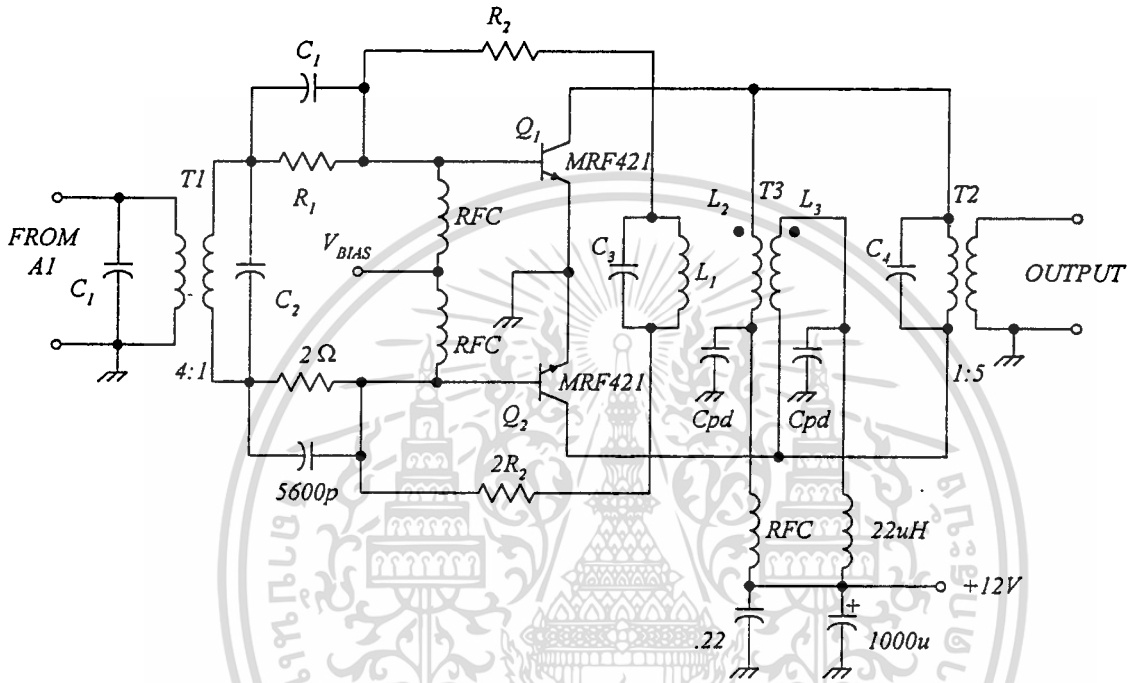 R2
C1
Q1
MRF421
R1
T1
RFC
VBIAS
FROM
A1
C1
C2
RFC
2 Ω
4:1
MRF421
Q2
5600p
2R2
C3
L1
L2
T3
L3
T2
C4
OUTPUT
Cpd
Cpd
1:5
RFC
22uH
+12V
.22
+
1000u